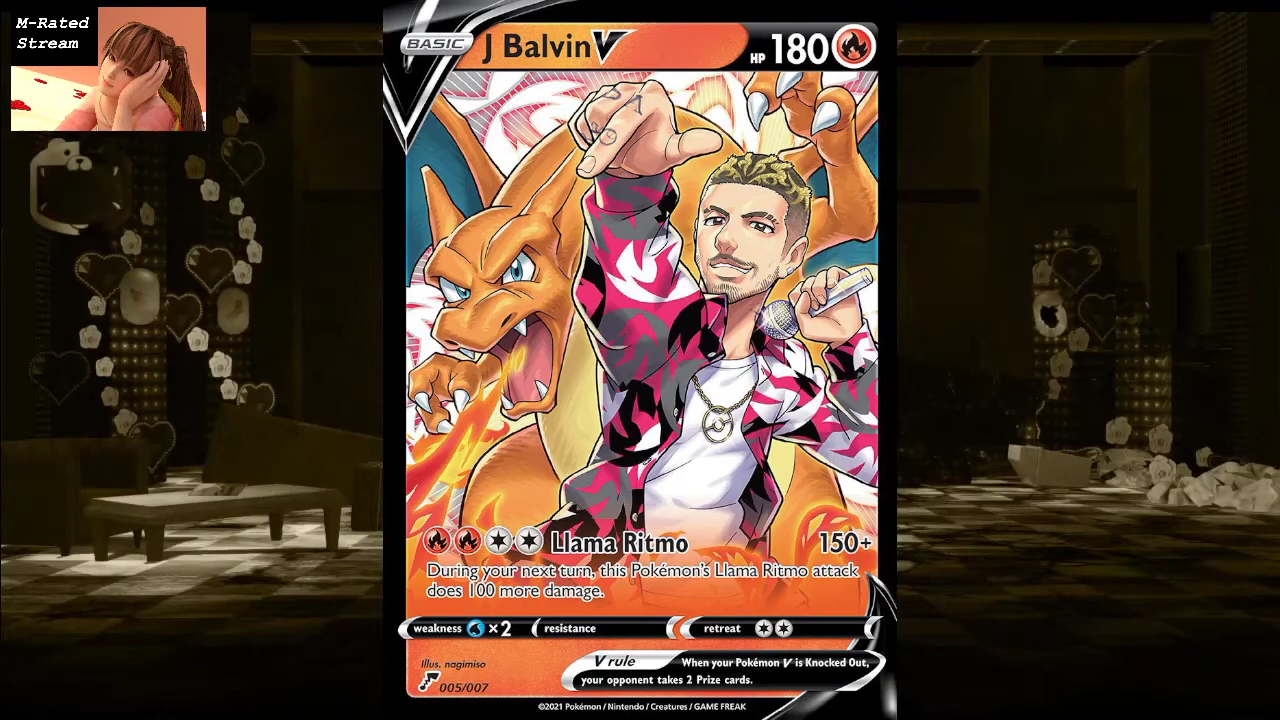 M-Rated
Stream
BASIC
J Balvin V
HP 180
Llama Ritmo 150+
During your next turn, this Pokémon's Llama Ritmo attack
does 100 more damage.
weakness ×2 resistance retreat
Illus. nagimiso
005/007
V rule When your Pokémon V is Knocked Out,
your opponent takes 2 Prize cards.
©2021 Pokémon / Nintendo / Creatures / GAME FREAK